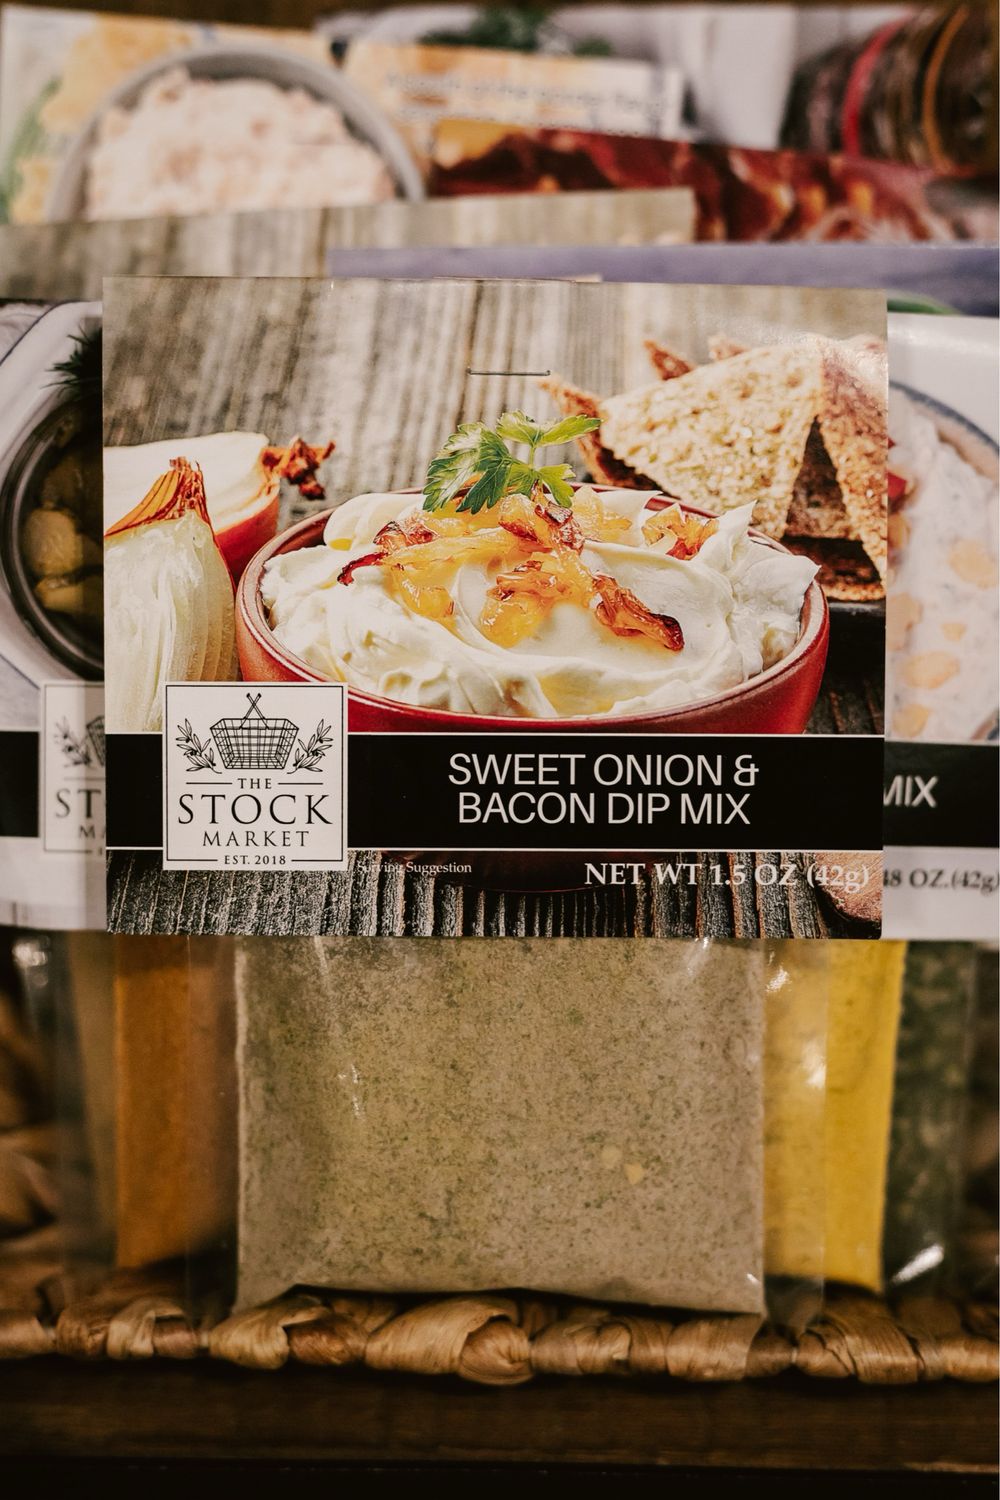 SWEET ONION &
BACON DIP MIX
THE
STOCK
MARKET
EST. 2018
Serving Suggestion
NET WT 1.5 OZ (42g)
MIX
48 OZ.(42g)
ST